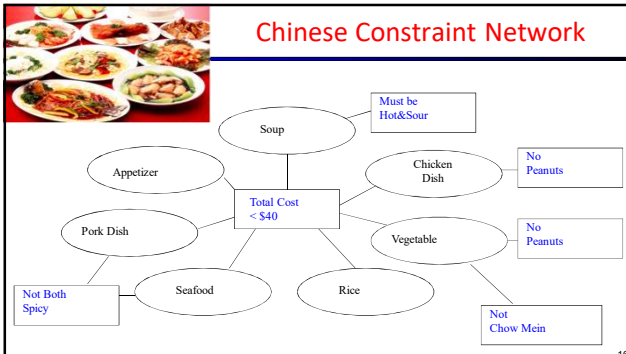 Chinese Constraint Network
Must be
Hot&Sour
Soup
Appetizer
Chicken
Dish
No
Peanuts
Total Cost
< $40
Pork Dish
Vegetable
No
Peanuts
Not Both
Spicy
Seafood
Rice
Not
Chow Mein